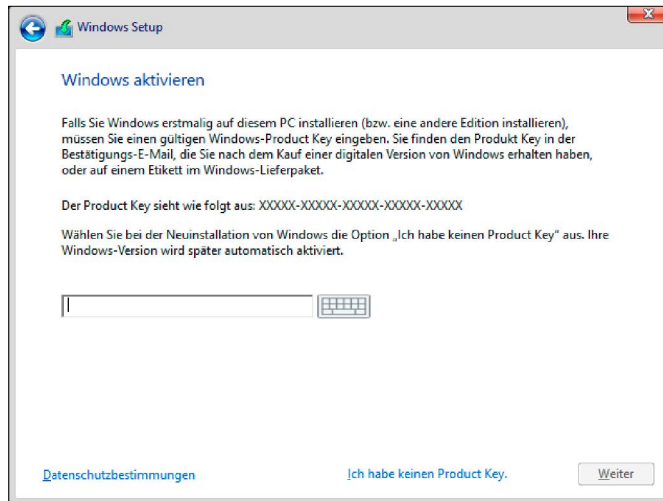 Windows Setup
Windows aktivieren
Falls Sie Windows erstmalig auf diesem PC installieren (bzw. eine andere Edition installieren),
müssen Sie einen gültigen Windows-Product Key eingeben. Sie finden den Produkt Key in der
Bestätigungs-E-Mail, die Sie nach dem Kauf einer digitalen Version von Windows erhalten haben,
oder auf einem Etikett im Windows-Lieferpaket.
Der Product Key sieht wie folgt aus: XXXXX-XXXXX-XXXXX-XXXXX-XXXXX
Wählen Sie bei der Neuinstallation von Windows die Option „Ich habe keinen Product Key" aus. Ihre
Windows-Version wird später automatisch aktiviert.
Datenschutzbestimmungen
Ich habe keinen Product Key.
Weiter